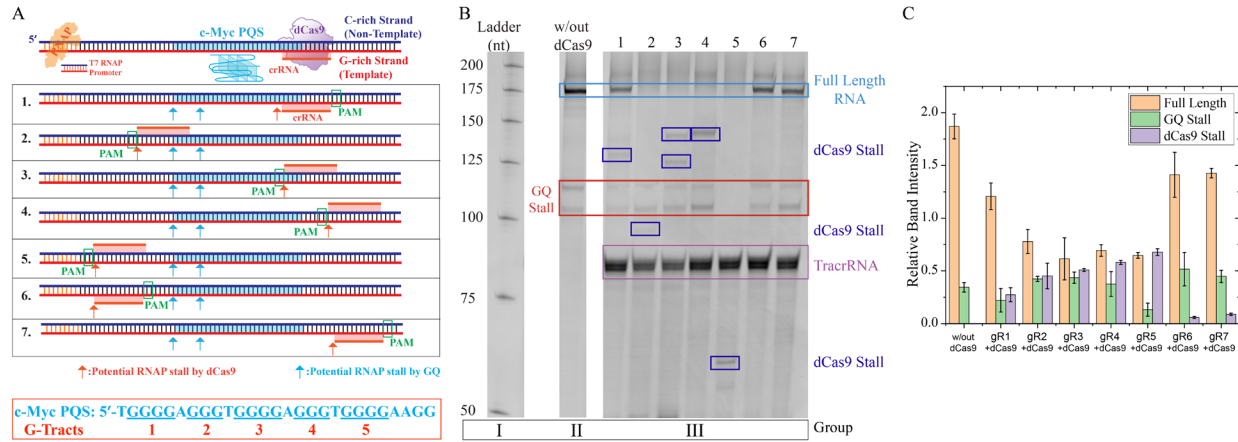 A
c-Myc PQS
dCas9
C-rich Strand
(Non-Template)
5'
RNAP
T7 RNAP
Promoter
crRNA
G-rich Strand
(Template)
1.
crRNA
PAM
2.
PAM
3.
PAM
4.
PAM
5.
PAM
6.
PAM
7.
PAM
:Potential RNAP stall by dCas9
:Potential RNAP stall by GQ
c-Myc PQS: 5'-TGGGGAGGGTGGGGAGGGTGGGGAAGG
G-Tracts 1 2 3 4 5
B
Ladder
(nt)
w/out
dCas9
1 2 3 4 5 6 7
200
175
150
125
100
75
50
Full Length
RNA
dCas9 Stall
GQ
Stall
dCas9 Stall
TracrRNA
dCas9 Stall
I II III Group
C
Relative Band Intensity
2.0
1.5
1.0
0.5
0.0
Full Length
GQ Stall
dCas9 Stall
w/out
dCas9
gR1
+dCas9
gR2
+dCas9
gR3
+dCas9
gR4
+dCas9
gR5
+dCas9
gR6
+dCas9
gR7
+dCas9